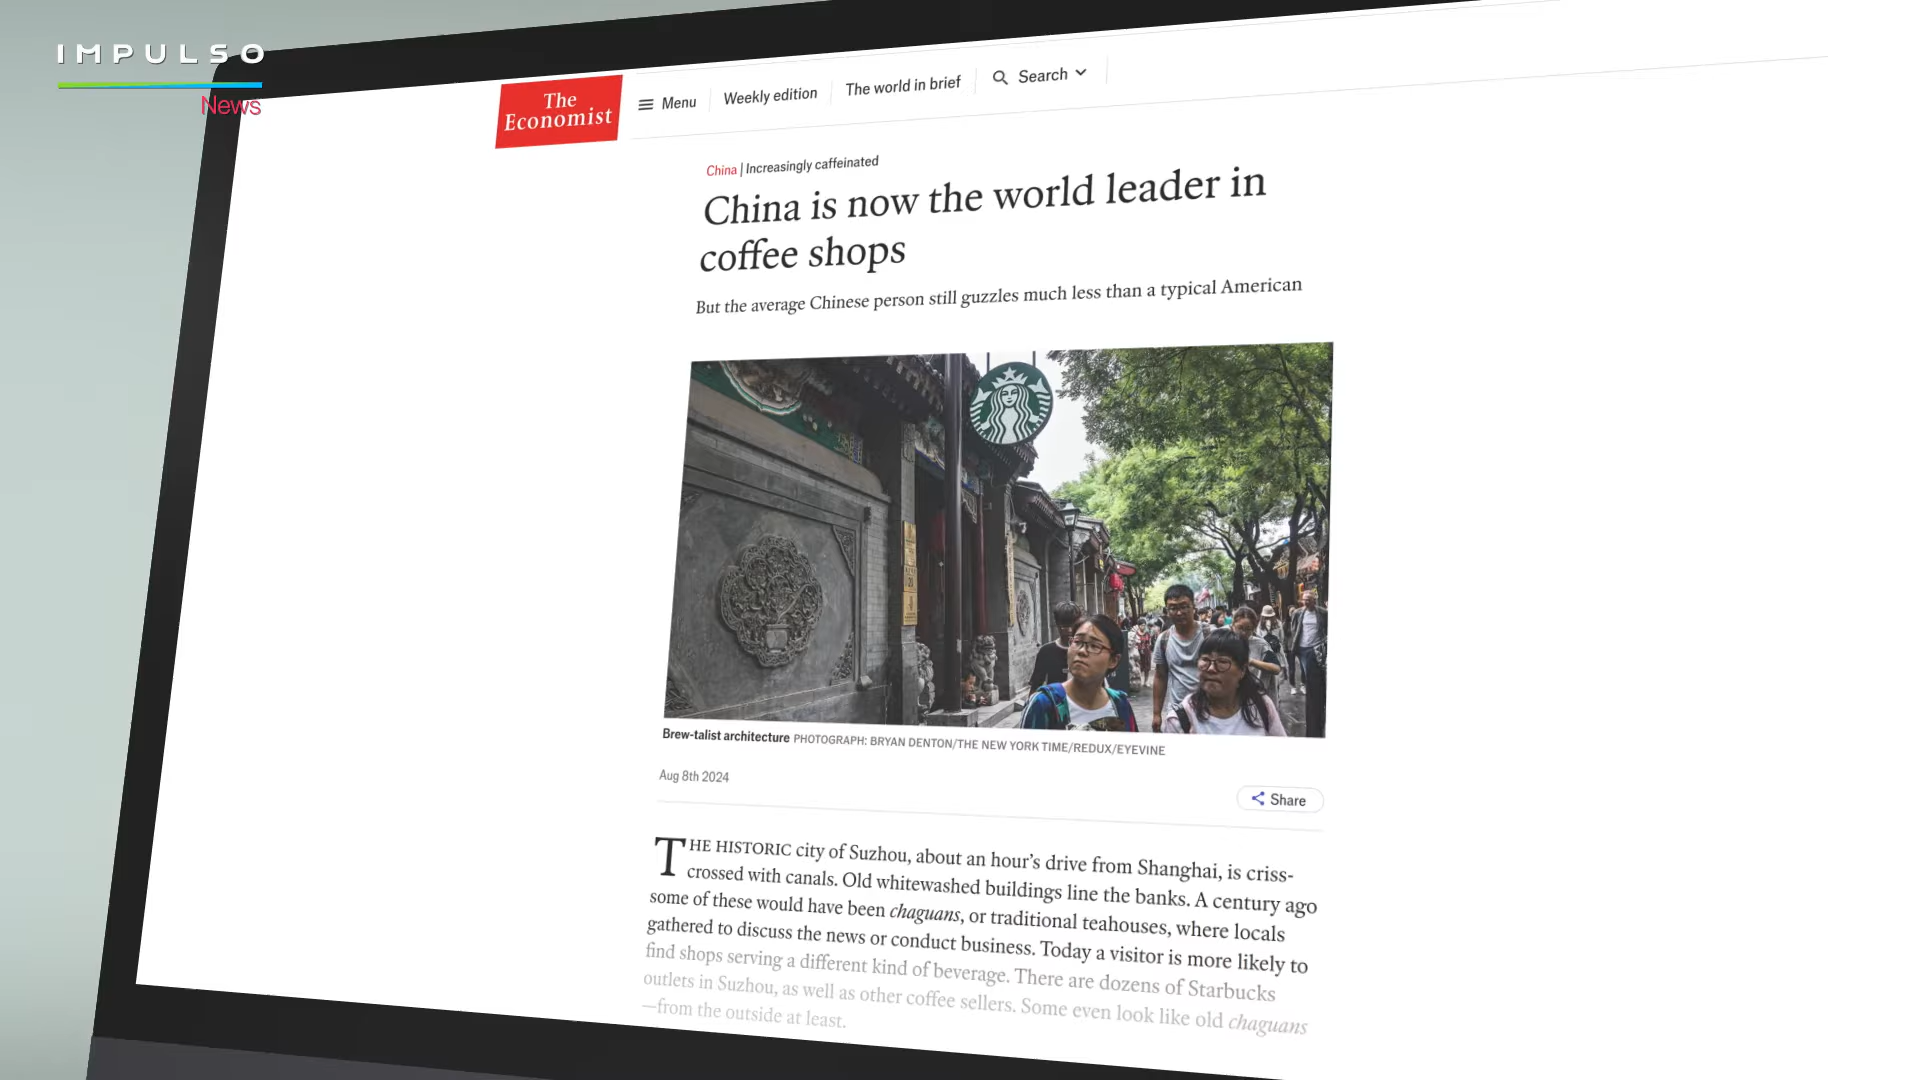 IMPULSO
News
The
Economist
Menu
Weekly edition
The world in brief
Search
China | Increasingly caffeinated
China is now the world leader in
coffee shops
But the average Chinese person still guzzles much less than a typical American
Brew-talist architecture PHOTOGRAPH: BRYAN DENTON/THE NEW YORK TIME/REDUX/EYEVINE
Aug 8th 2024
Share
THE HISTORIC city of Suzhou, about an hour's drive from Shanghai, is criss-
crossed with canals. Old whitewashed buildings line the banks. A century ago
some of these would have been chaguans, or traditional teahouses, where locals
gathered to discuss the news or conduct business. Today a visitor is more likely to
find shops serving a different kind of beverage. There are dozens of Starbucks
outlets in Suzhou, as well as other coffee sellers. Some even look like old chaguans
—from the outside at least.